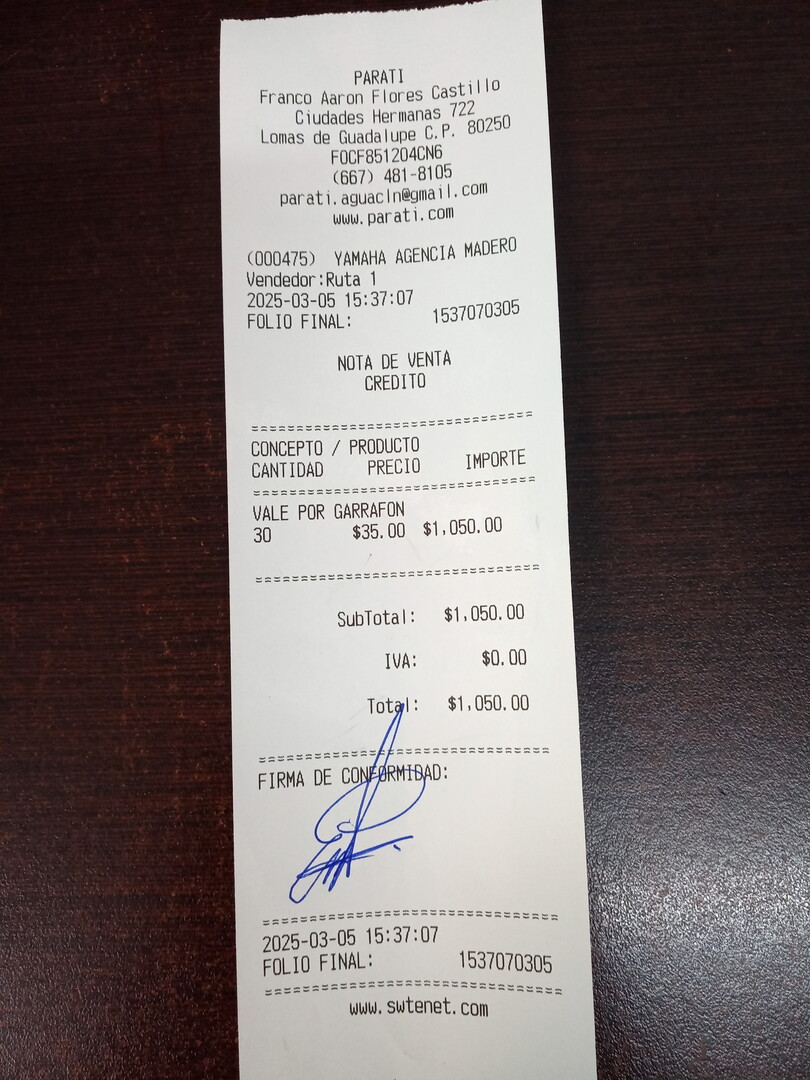 PARATI
Franco Aaron Flores Castillo
Ciudades Hermanas 722
Lomas de Guadalupe C.P. 80250
FOCF851204CN6
(667) 481-8105
parati.aguacln@gmail.com
www.parati.com
(000475) YAMAHA AGENCIA MADERO
Vendedor:Ruta 1
2025-03-05 15:37:07
FOLIO FINAL: 1537070305
NOTA DE VENTA
CREDITO
==================================
CONCEPTO / PRODUCTO
CANTIDAD PRECIO IMPORTE
==================================
VALE POR GARRAFON
30 $35.00 $1,050.00
==================================
SubTotal: $1,050.00
IVA: $0.00
Total: $1,050.00
==================================
FIRMA DE CONFORMIDAD:
==================================
2025-03-05 15:37:07
FOLIO FINAL: 1537070305
==================================
www.swtenet.com